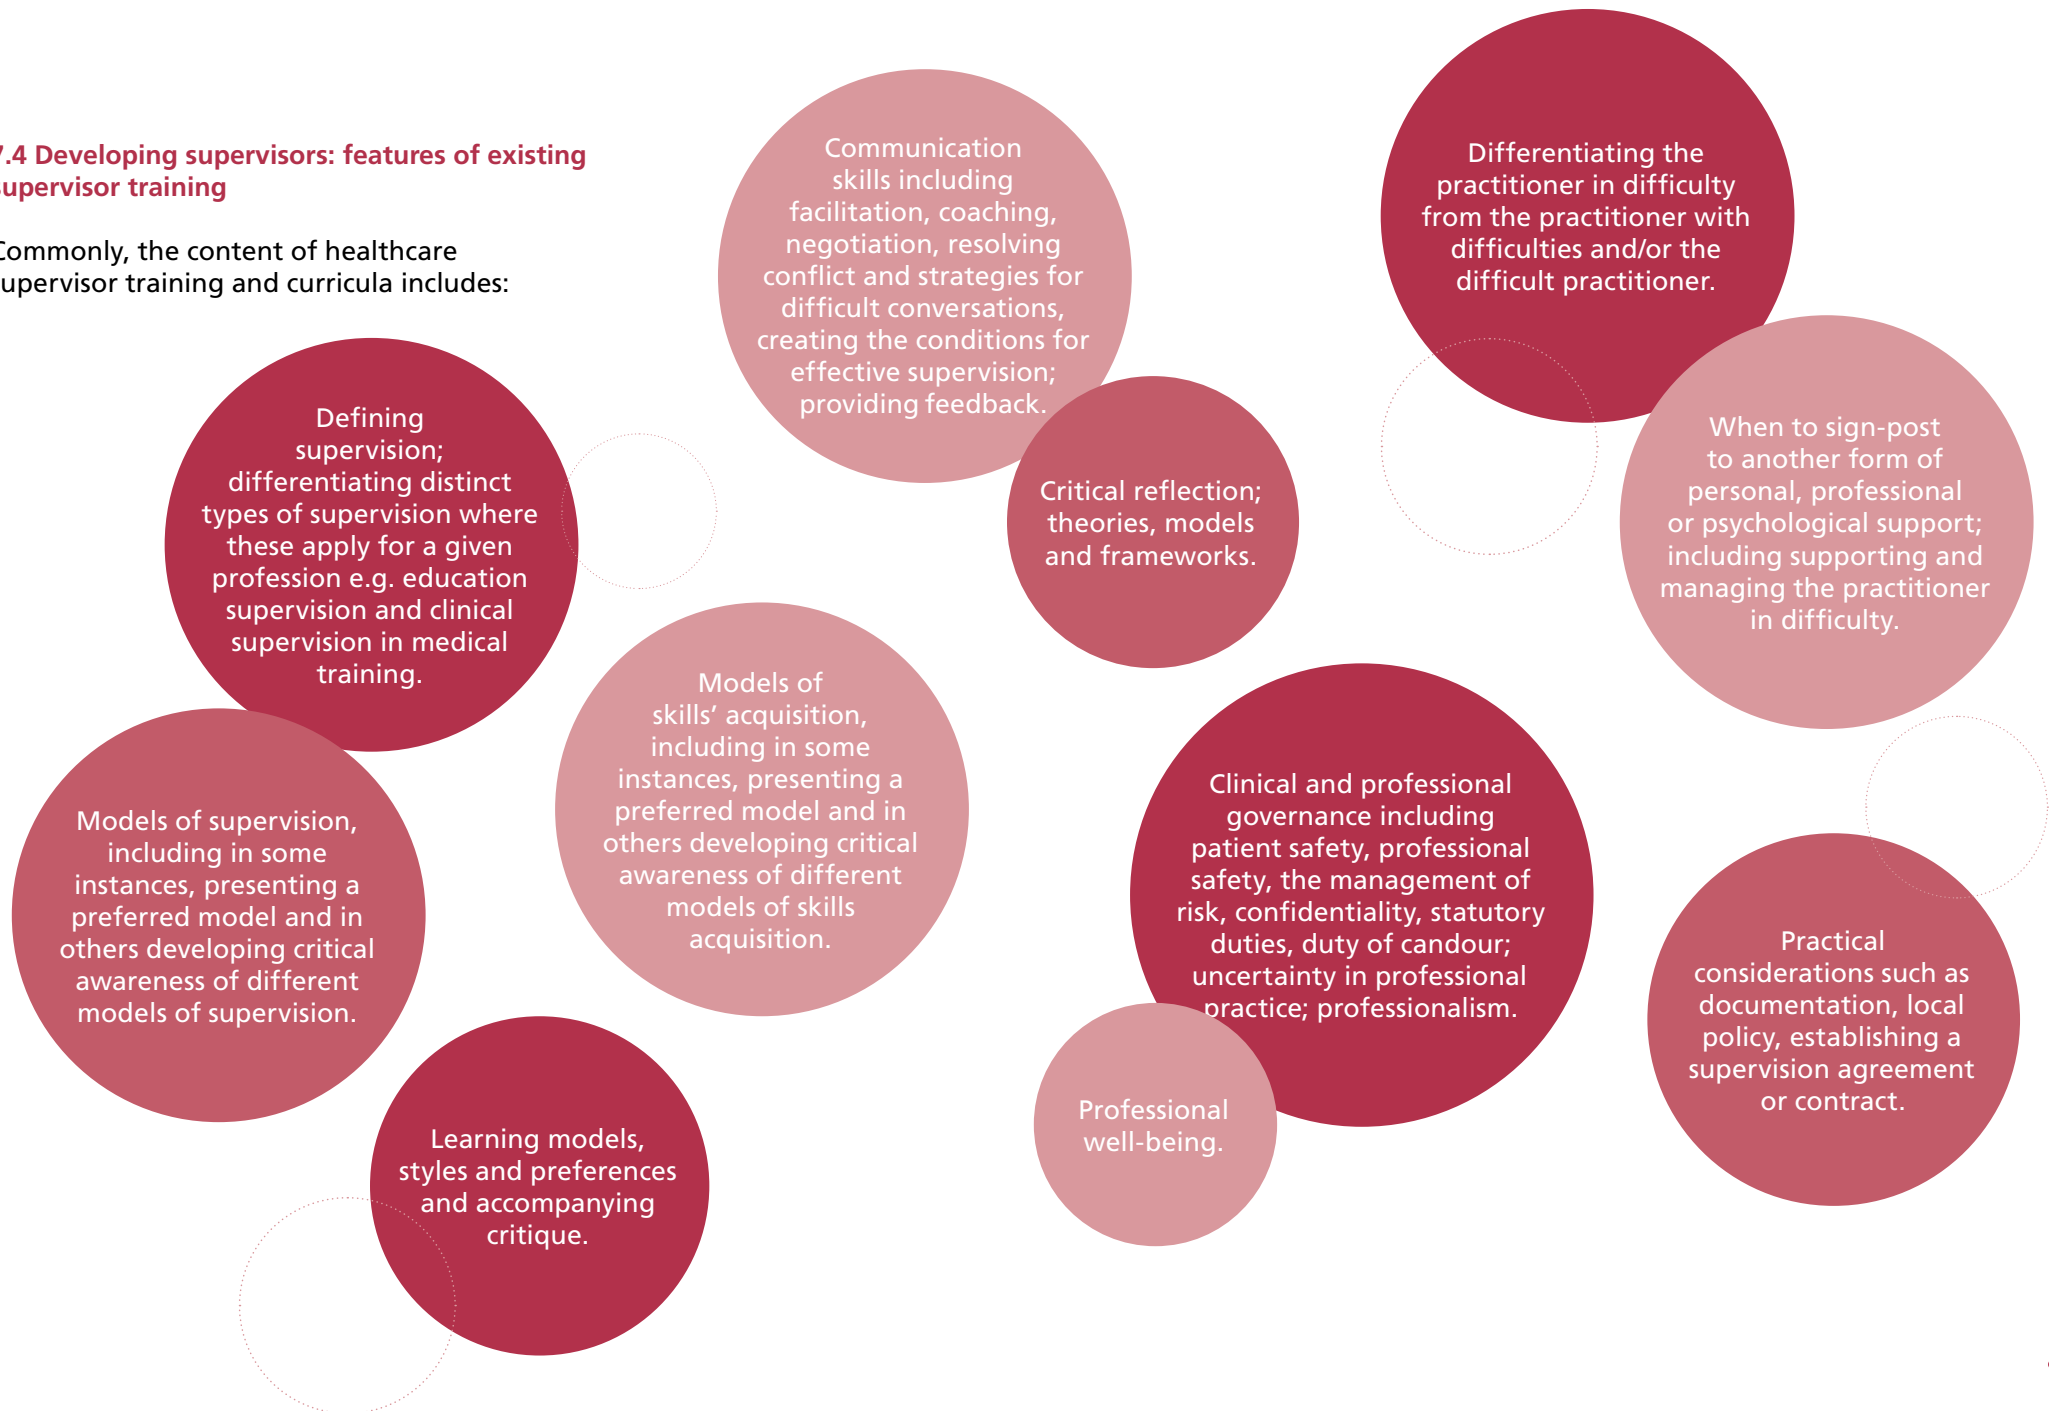 7.4 Developing supervisors: features of existing
supervisor training
Commonly, the content of healthcare
supervisor training and curricula includes:
Defining
supervision;
differentiating distinct
types of supervision where
these apply for a given
profession e.g. education
supervision and clinical
supervision in medical
training.
Models of supervision,
including in some
instances, presenting a
preferred model and in
others developing critical
awareness of different
models of supervision.
Learning models,
styles and preferences
and accompanying
critique.
Models of
skills’ acquisition,
including in some
instances, presenting a
preferred model and in
others developing critical
awareness of different
models of skills
acquisition.
Communication
skills including
facilitation, coaching,
negotiation, resolving
conflict and strategies for
difficult conversations,
creating the conditions for
effective supervision;
providing feedback.
Critical reflection;
theories, models
and frameworks.
Clinical and professional
governance including
patient safety, professional
safety, the management of
risk, confidentiality, statutory
duties, duty of candour;
uncertainty in professional
practice; professionalism.
Professional
well-being.
Differentiating the
practitioner in difficulty
from the practitioner with
difficulties and/or the
difficult practitioner.
When to sign-post
to another form of
personal, professional
or psychological support;
including supporting and
managing the practitioner
in difficulty.
Practical
considerations such as
documentation, local
policy, establishing a
supervision agreement
or contract.